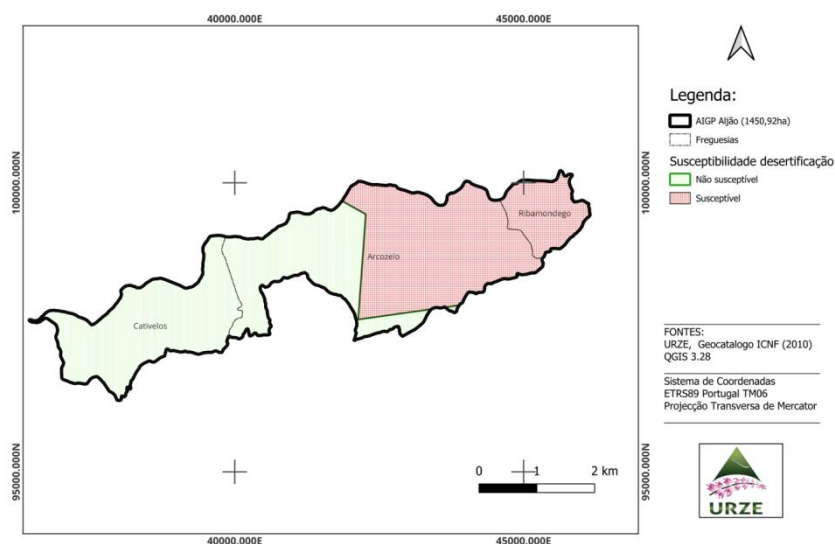 40000.000E
45000.000E
100000.000N
100000.000N
95000.000N
95000.000N
40000.000E
45000.000E
Cativelos
Arcozelo
Ribamondego
0 1 2 km
Legenda:
AIGP Aljão (1450,92ha)
Freguesias
Susceptibilidade desertificação
Não susceptível
Susceptível
FONTES:
URZE, Geocatalogo ICNF (2010)
QGIS 3.28
Sistema de Coordenadas
ETRS89 Portugal TM06
Projecção Transversa de Mercator
URZE